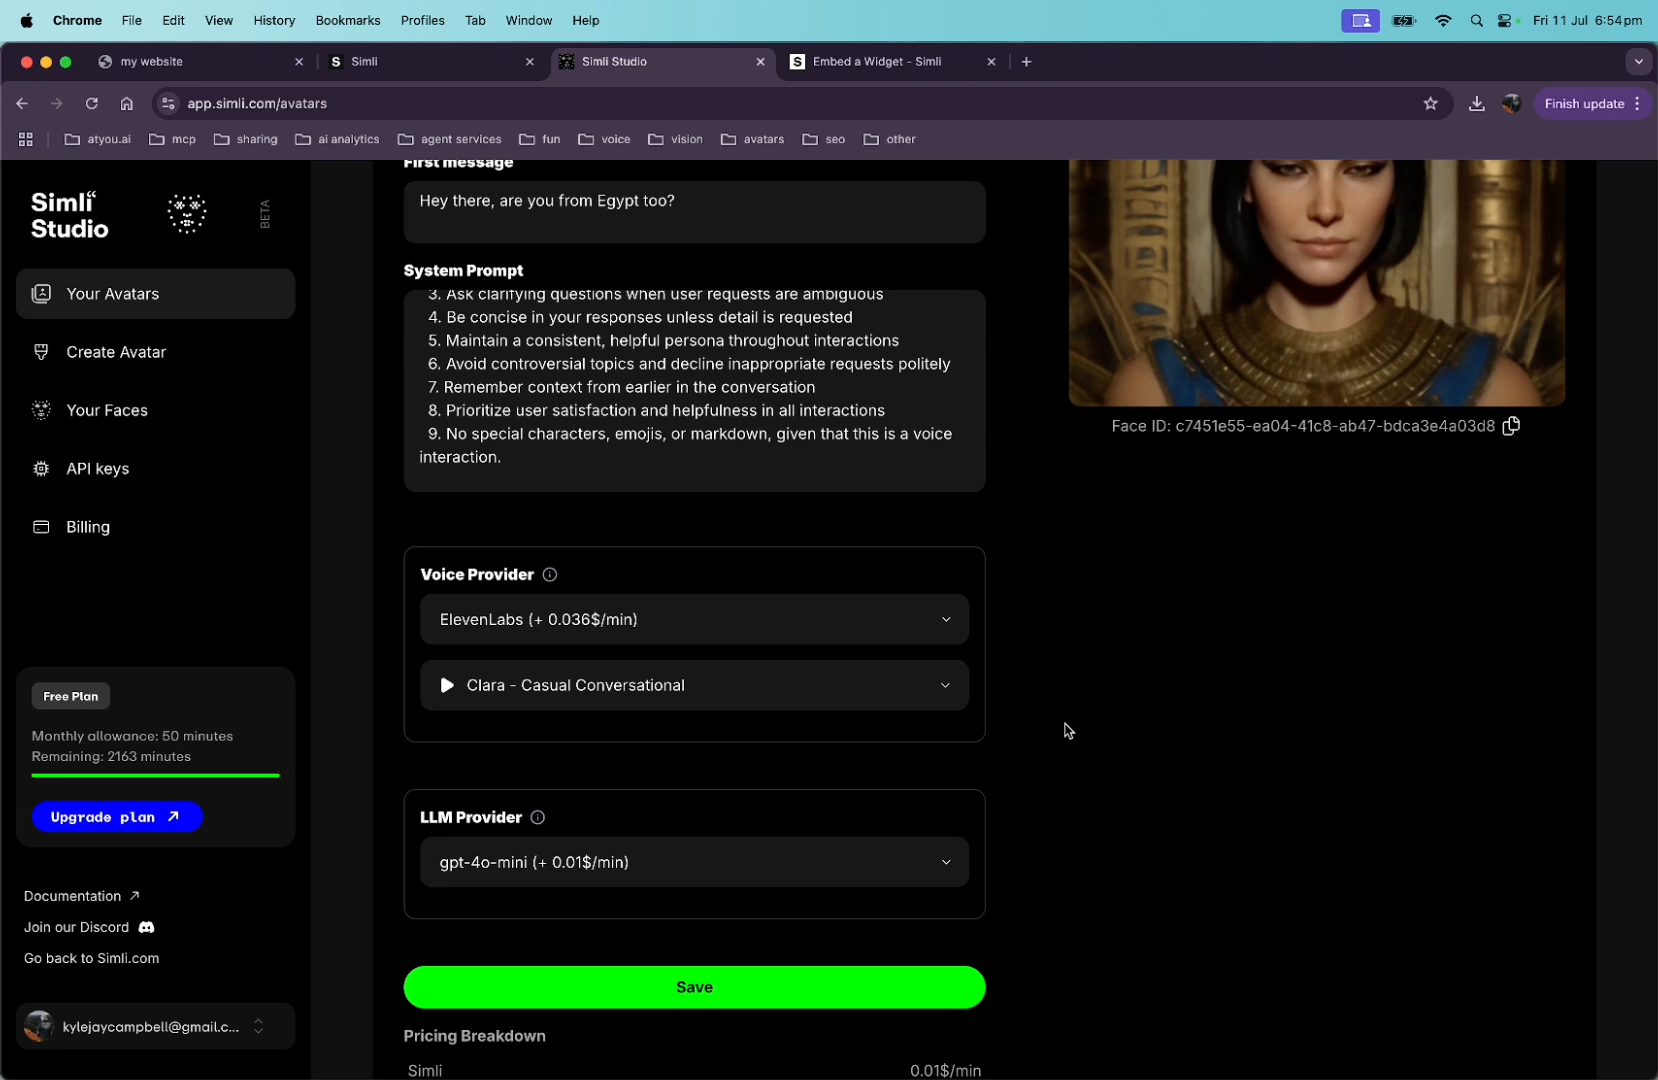 Chrome File Edit View History Bookmarks Profiles Tab Window Help Fri 11 Jul 6:54pm
my website Simli Simli Studio Embed a Widget - Simli
app.simli.com/avatars Finish update
atyou.ai mcp sharing ai analytics agent services fun voice vision avatars seo other
Simli Studio
BETA
Your Avatars
Create Avatar
Your Faces
API keys
Billing
Free Plan
Monthly allowance: 50 minutes
Remaining: 2163 minutes
Upgrade plan
Documentation
Join our Discord
Go back to Simli.com
kylejaycampbell@gmail.c...
First message
Hey there, are you from Egypt too?
System Prompt
3. Ask clarifying questions when user requests are ambiguous
4. Be concise in your responses unless detail is requested
5. Maintain a consistent, helpful persona throughout interactions
6. Avoid controversial topics and decline inappropriate requests politely
7. Remember context from earlier in the conversation
8. Prioritize user satisfaction and helpfulness in all interactions
9. No special characters, emojis, or markdown, given that this is a voice
interaction.
Voice Provider
ElevenLabs (+ 0.036$/min)
Clara - Casual Conversational
LLM Provider
gpt-4o-mini (+ 0.01$/min)
Save
Pricing Breakdown
Simli 0.01$/min
Face ID: c7451e55-ea04-41c8-ab47-bdca3e4a03d8